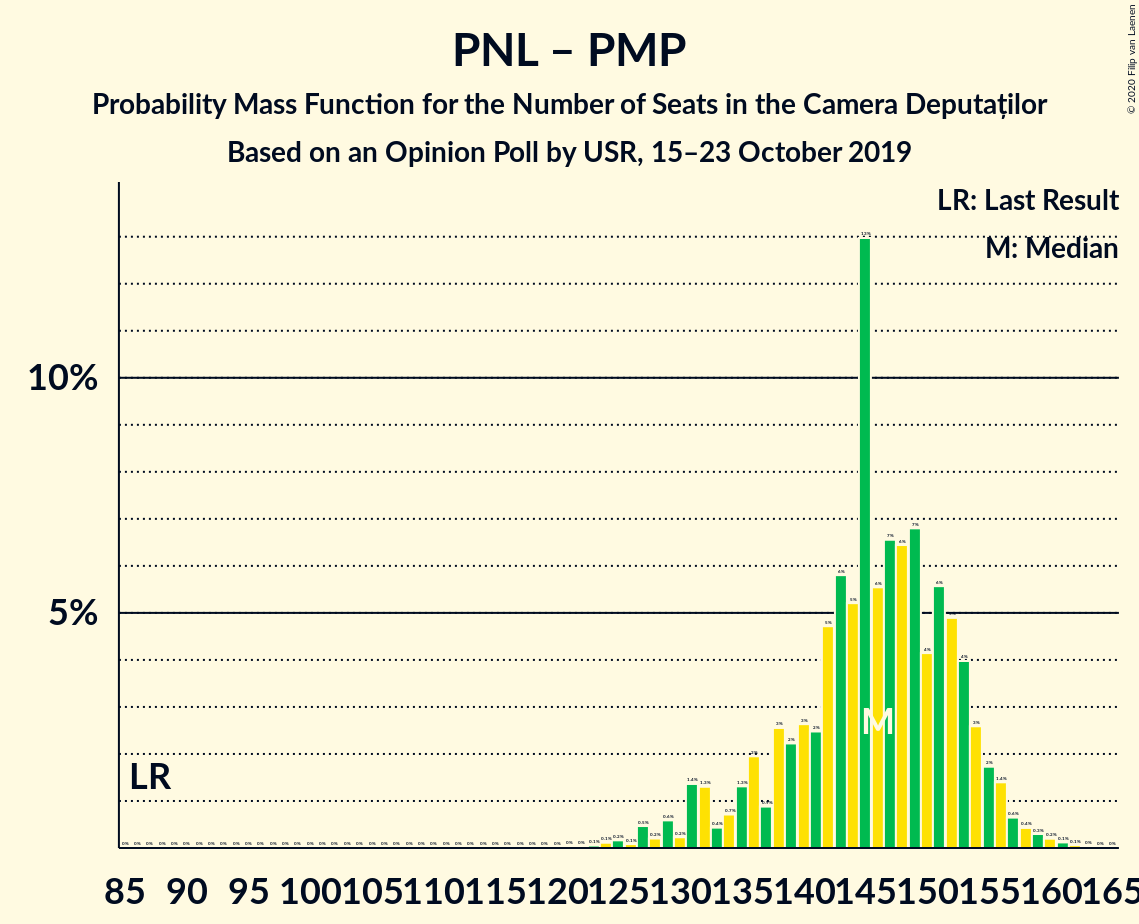 PNL – PMP
Probability Mass Function for the Number of Seats in the Camera Deputaților
Based on an Opinion Poll by USR, 15–23 October 2019
© 2020 Filip van Laenen
LR: Last Result
M: Median
10%
5%
LR
M
85 90 95 100 105 110 115 120 125 130 135 140 145 150 155 160 165